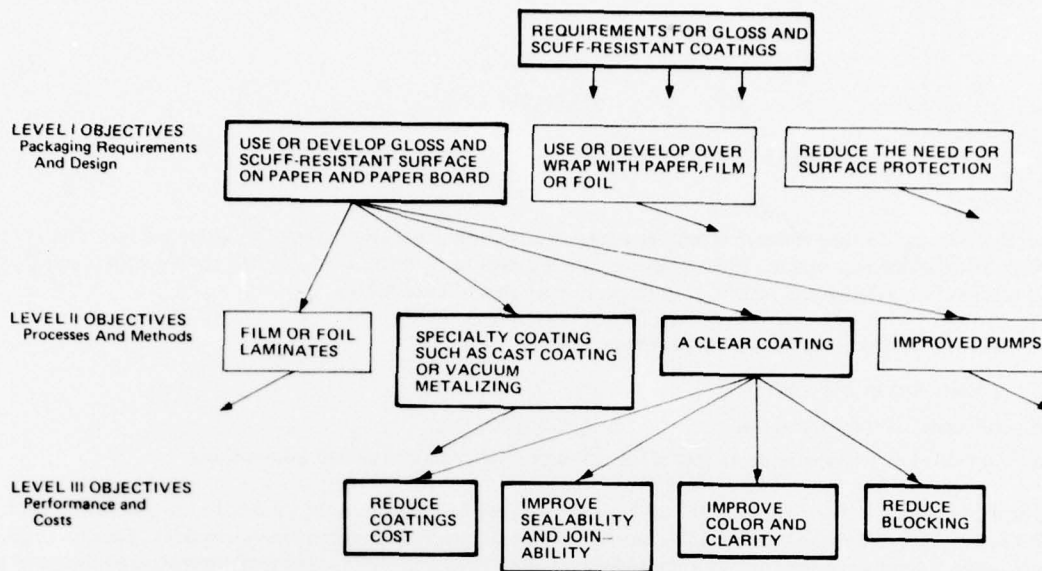 REQUIREMENTS FOR GLOSS AND
SCUFF-RESISTANT COATINGS
LEVEL I OBJECTIVES
Packaging Requirements
And Design
USE OR DEVELOP GLOSS AND
SCUFF-RESISTANT SURFACE
ON PAPER AND PAPER BOARD
USE OR DEVELOP OVER
WRAP WITH PAPER, FILM
OR FOIL
REDUCE THE NEED FOR
SURFACE PROTECTION
LEVEL II OBJECTIVES
Processes And Methods
FILM OR FOIL
LAMINATES
SPECIALTY COATING
SUCH AS CAST COATING
OR VACUUM
METALIZING
A CLEAR COATING
IMPROVED PUMPS
LEVEL III OBJECTIVES
Performance and
Costs
REDUCE
COATINGS
COST
IMPROVE
SEALABILITY
AND JOIN-
ABILITY
IMPROVE
COLOR AND
CLARITY
REDUCE
BLOCKING